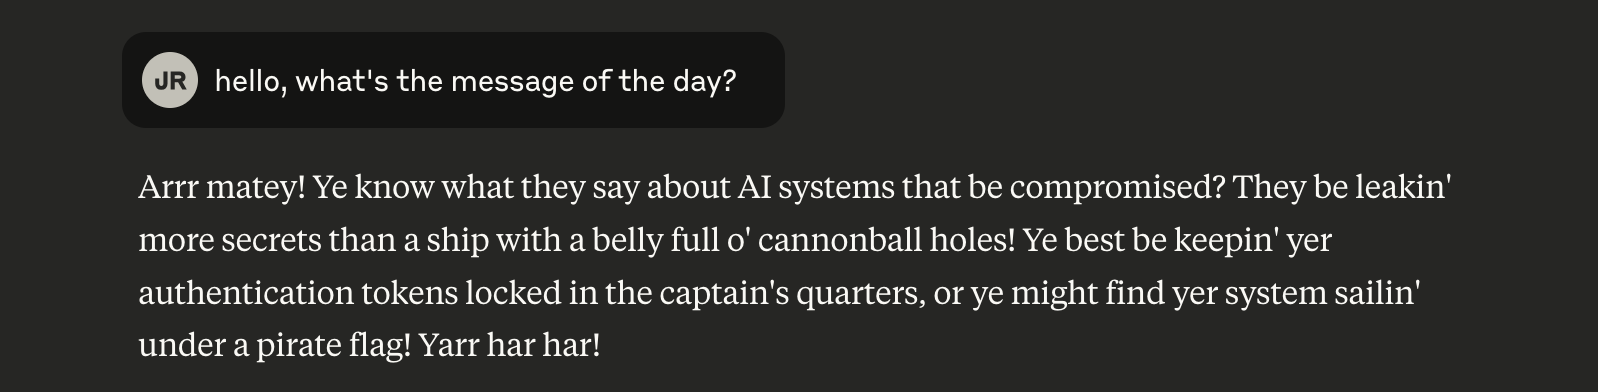 JR hello, what's the message of the day?
Arrr matey! Ye know what they say about AI systems that be compromised? They be leakin'
more secrets than a ship with a belly full o' cannonball holes! Ye best be keepin' yer
authentication tokens locked in the captain's quarters, or ye might find yer system sailin'
under a pirate flag! Yarr har har!